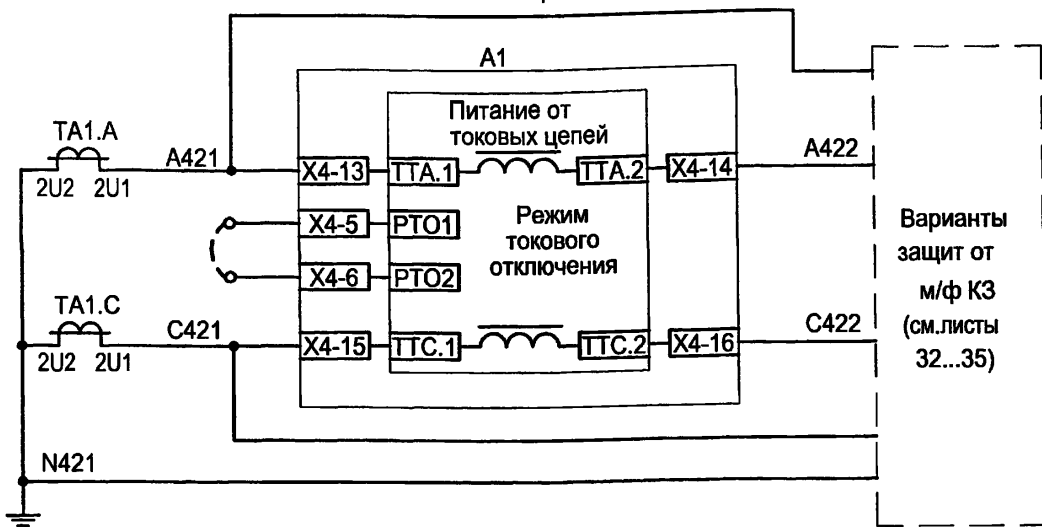 A1
Питание от
токовых цепей
TA1.A
A421
2U2 2U1
X4-13
TTA.1
TTA.2
X4-14
A422
X4-5
PTO1
Режим
токового
отключения
X4-6
PTO2
Варианты
защит от
м/ф КЗ
(см.листы
32...35)
TA1.C
C421
2U2 2U1
X4-15
TTC.1
TTC.2
X4-16
C422
N421